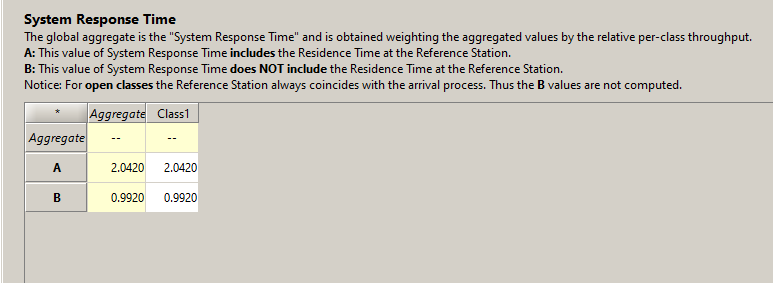 System Response Time
The global aggregate is the "System Response Time" and is obtained weighting the aggregated values by the relative per-class throughput.
A: This value of System Response Time includes the Residence Time at the Reference Station.
B: This value of System Response Time does NOT include the Residence Time at the Reference Station.
Notice: For open classes the Reference Station always coincides with the arrival process. Thus the B values are not computed.
* Aggregate Class1
Aggregate -- --
A 2.0420 2.0420
B 0.9920 0.9920